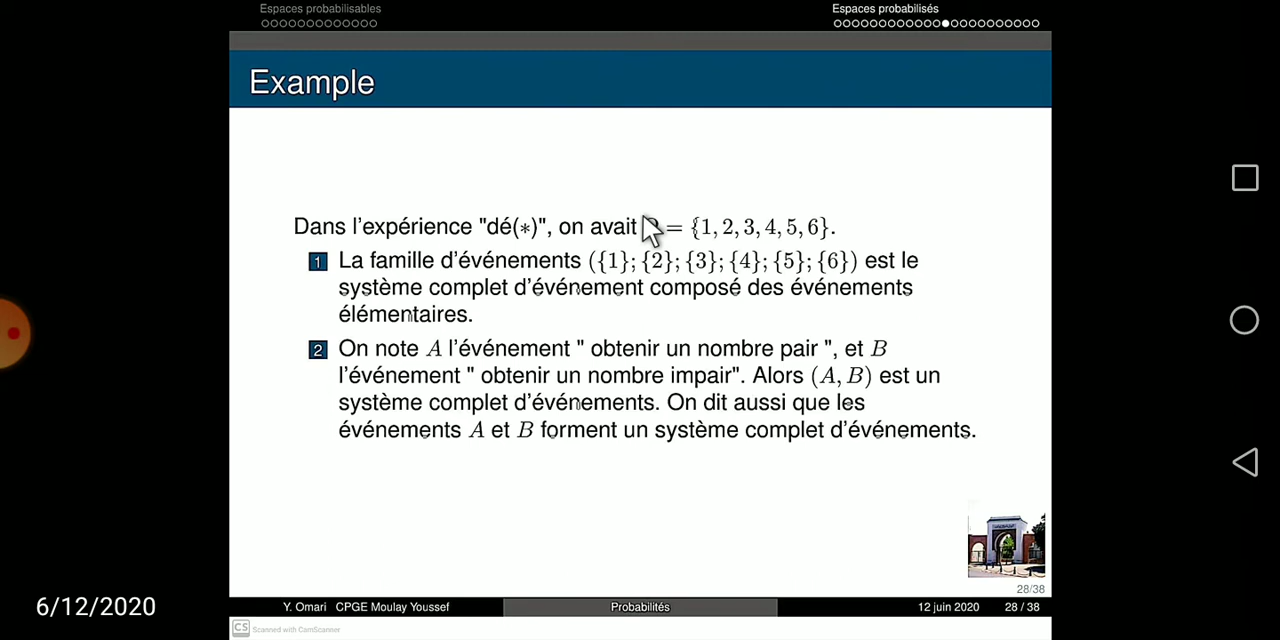 Espaces probabilisables
Espaces probabilisés
Example
Dans l'expérience "dé(∗)", on avait = {1, 2, 3, 4, 5, 6}.
1 La famille d'événements ({1}; {2}; {3}; {4}; {5}; {6}) est le
système complet d'événement composé des événements
élémentaires.
2 On note A l'événement " obtenir un nombre pair ", et B
l'événement " obtenir un nombre impair". Alors (A, B) est un
système complet d'événements. On dit aussi que les
événements A et B forment un système complet d'événements.
28/38
Y. Omari CPGE Moulay Youssef Probabilités 12 juin 2020 28 / 38
6/12/2020
CS Scanned with CamScanner